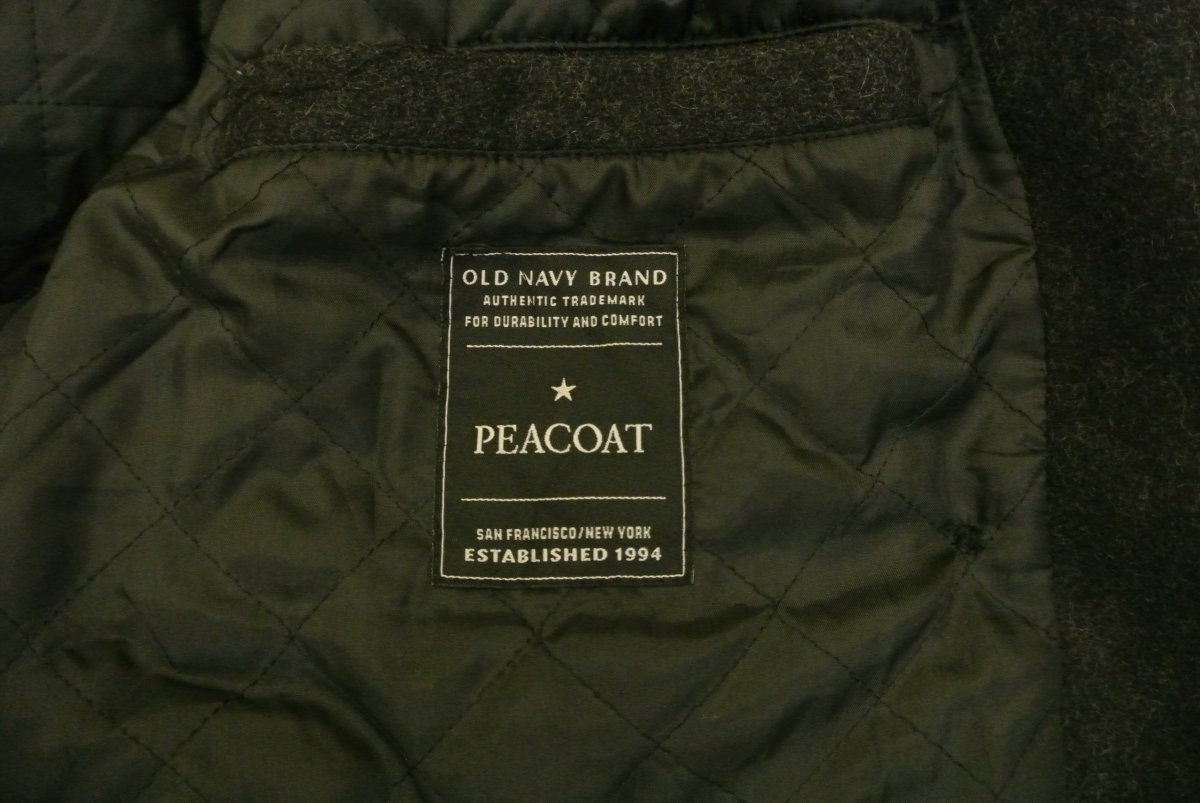 OLD NAVY BRAND
AUTHENTIC TRADEMARK
FOR DURABILITY AND COMFORT
PEACOAT
SAN FRANCISCO/NEW YORK
ESTABLISHED 1994